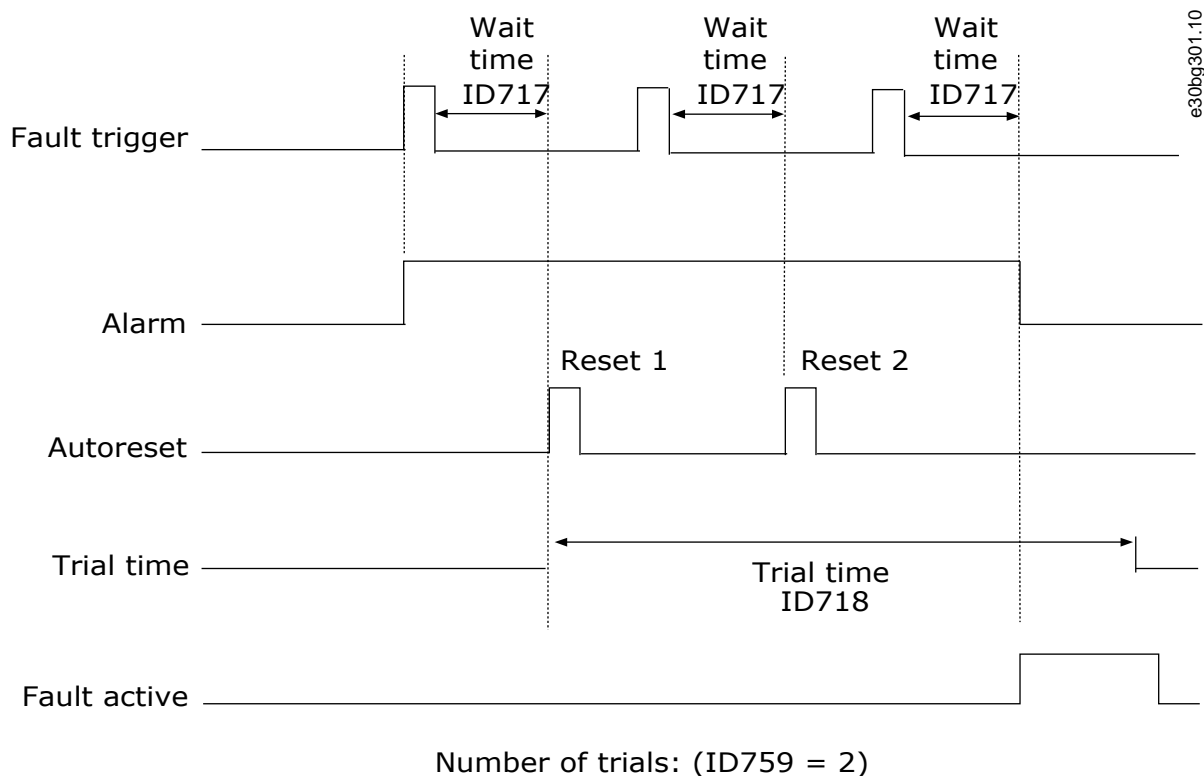 Wait
time
ID717
Wait
time
ID717
Wait
time
ID717
e30bg301.10
Fault trigger
Alarm
Reset 1
Reset 2
Autoreset
Trial time
Trial time
ID718
Fault active
Number of trials: (ID759 = 2)